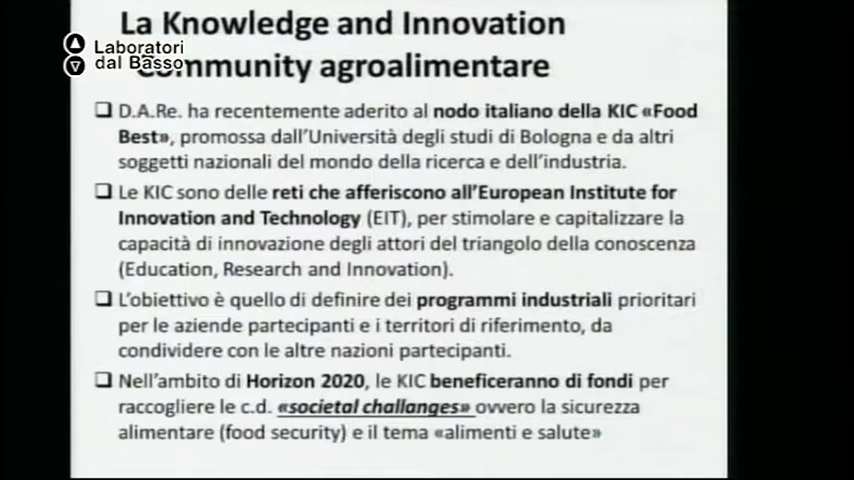 La Knowledge and Innovation
Community agroalimentare
Laboratori
dal Basso
❑ D.A.Re. ha recentemente aderito al nodo italiano della KIC «Food
Best», promossa dall'Università degli studi di Bologna e da altri
soggetti nazionali del mondo della ricerca e dell'industria.
❑ Le KIC sono delle reti che afferiscono all'European Institute for
Innovation and Technology (EIT), per stimolare e capitalizzare la
capacità di innovazione degli attori del triangolo della conoscenza
(Education, Research and Innovation).
❑ L'obiettivo è quello di definire dei programmi industriali prioritari
per le aziende partecipanti e i territori di riferimento, da
condividere con le altre nazioni partecipanti.
❑ Nell'ambito di Horizon 2020, le KIC beneficeranno di fondi per
raccogliere le c.d. «societal challanges» ovvero la sicurezza
alimentare (food security) e il tema «alimenti e salute»